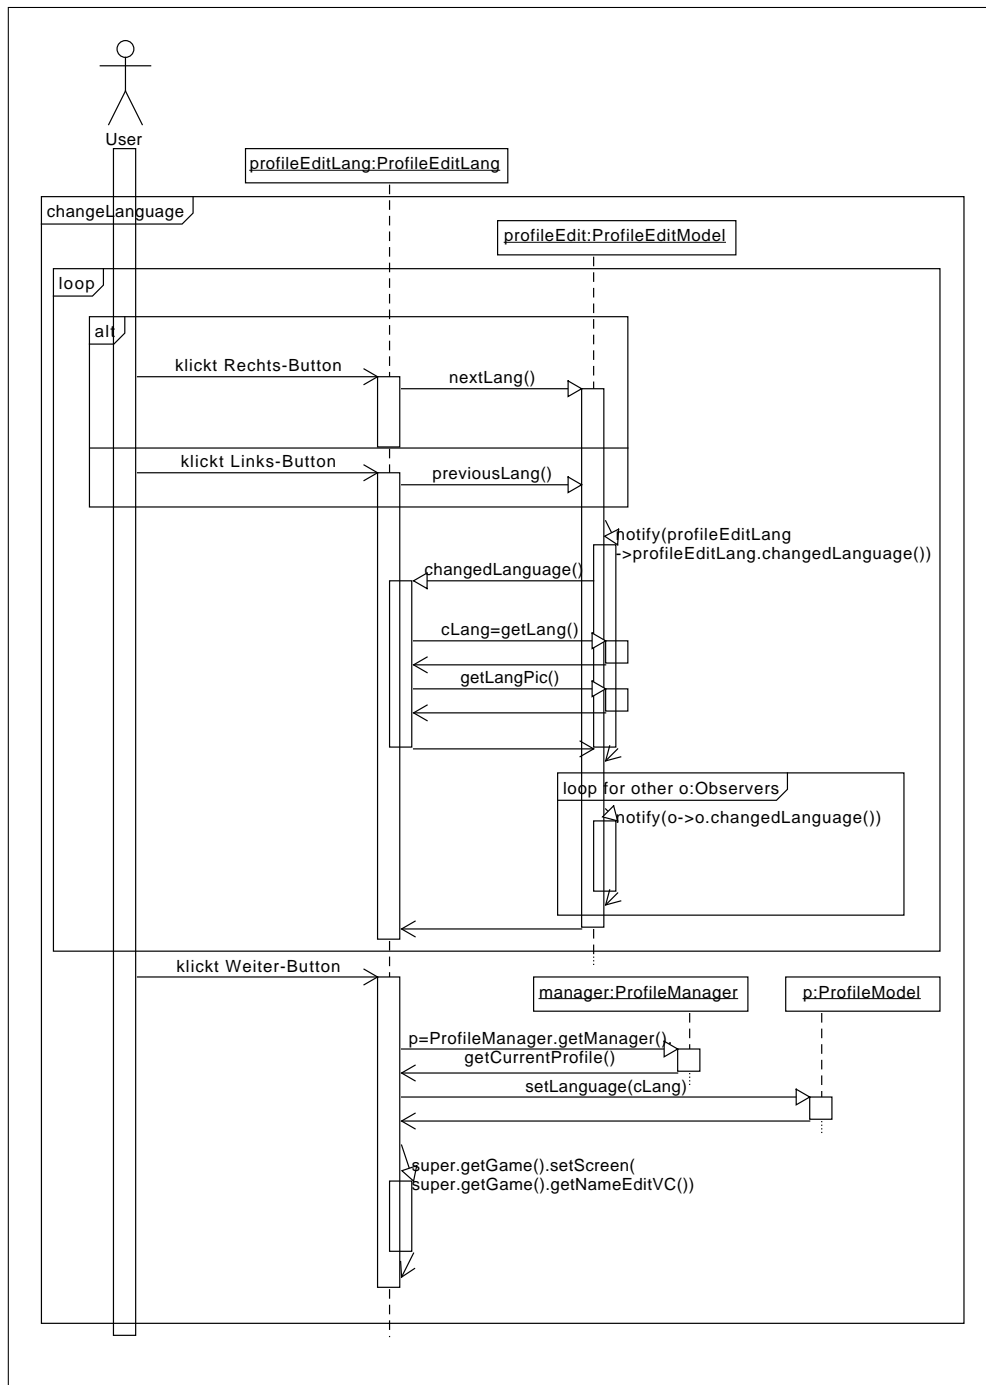 User
profileEditLang:ProfileEditLang
changeLanguage
profileEdit:ProfileEditModel
loop
alt
klickt Rechts-Button
nextLang()
klickt Links-Button
previousLang()
notify(profileEditLang
->profileEditLang.changedLanguage())
changedLanguage()
cLang=getLang()
getLangPic()
loop for other o:Observers
notify(o->o.changedLanguage())
klickt Weiter-Button
manager:ProfileManager
p:ProfileModel
p=ProfileManager.getManager().
getCurrentProfile()
setLanguage(cLang)
super.getGame().setScreen(
super.getGame().getNameEditVC())